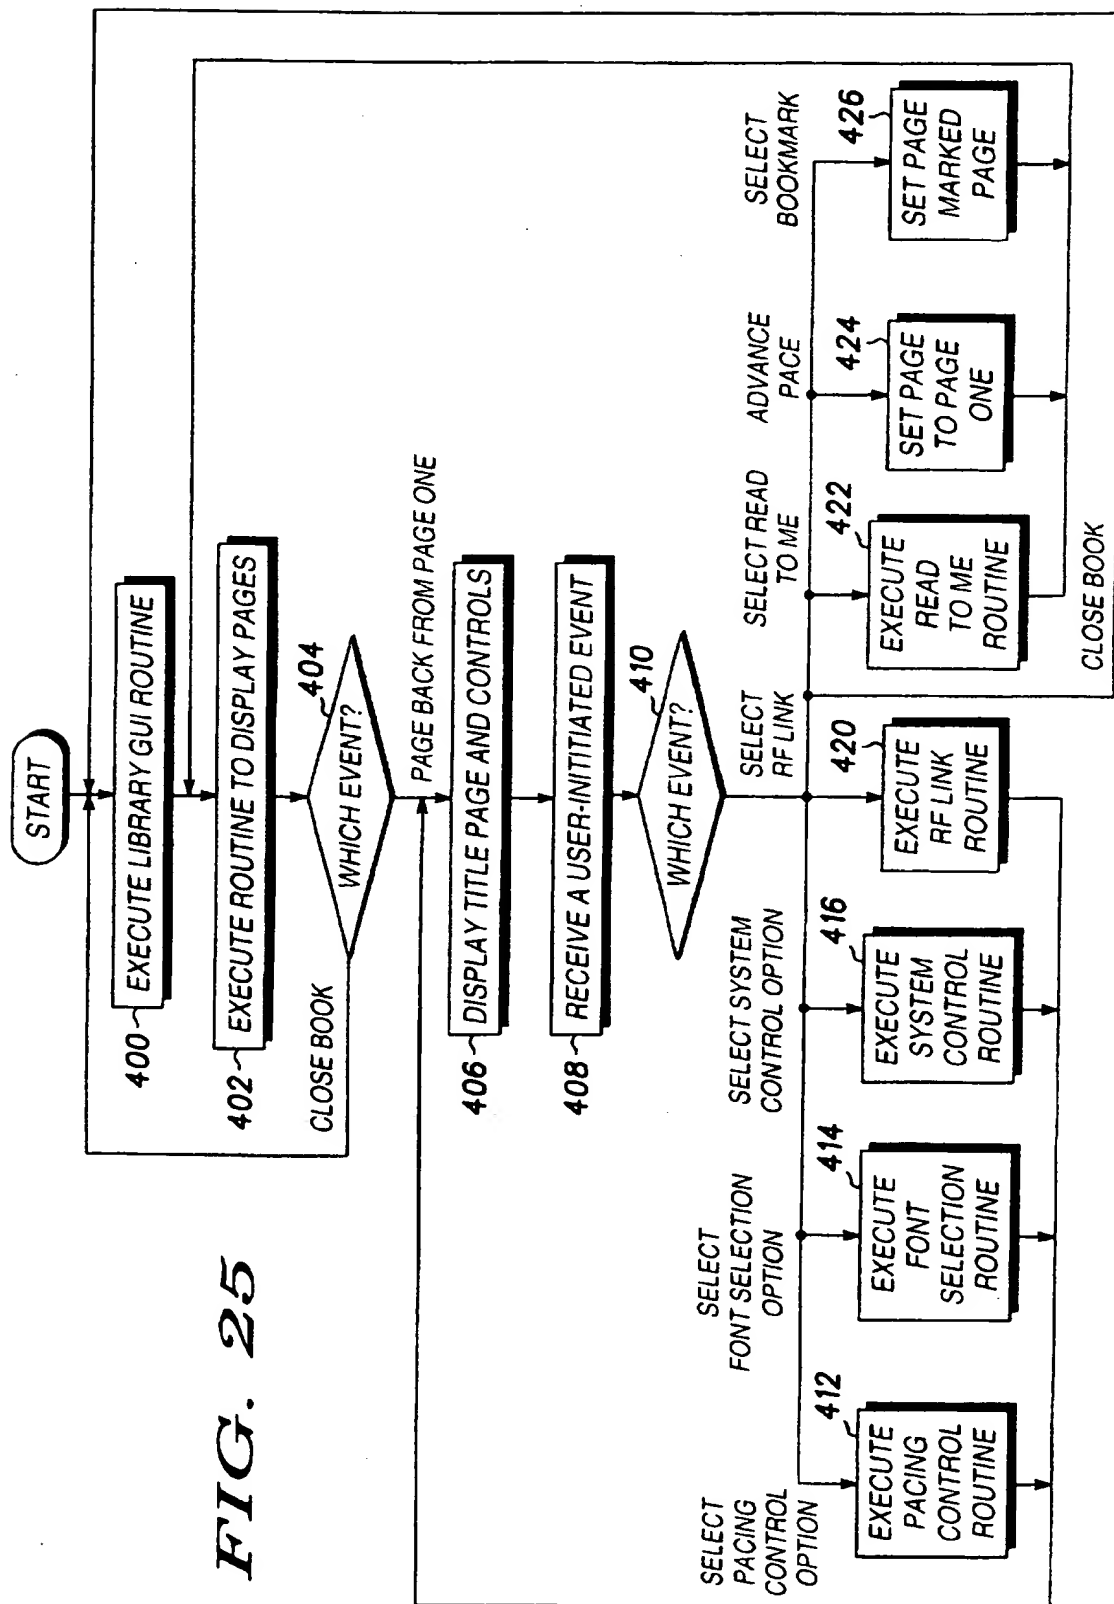 START
400
EXECUTE LIBRARY GUI ROUTINE
402
EXECUTE ROUTINE TO DISPLAY PAGES
404
WHICH EVENT?
CLOSE BOOK
PAGE BACK FROM PAGE ONE
406
DISPLAY TITLE PAGE AND CONTROLS
408
RECEIVE A USER-INITITIATED EVENT
410
WHICH EVENT?
SELECT
PACING
CONTROL
OPTION
412
EXECUTE
PACING
CONTROL
ROUTINE
SELECT
FONT SELECTION
OPTION
414
EXECUTE
FONT
SELECTION
ROUTINE
SELECT SYSTEM
CONTROL OPTION
416
EXECUTE
SYSTEM
CONTROL
ROUTINE
SELECT
RF LINK
420
EXECUTE
RF LINK
ROUTINE
SELECT READ
TO ME
422
EXECUTE
READ
TO ME
ROUTINE
ADVANCE
PACE
424
SET PAGE
TO PAGE
ONE
SELECT
BOOKMARK
426
SET PAGE
MARKED
PAGE
CLOSE BOOK
FIG. 25